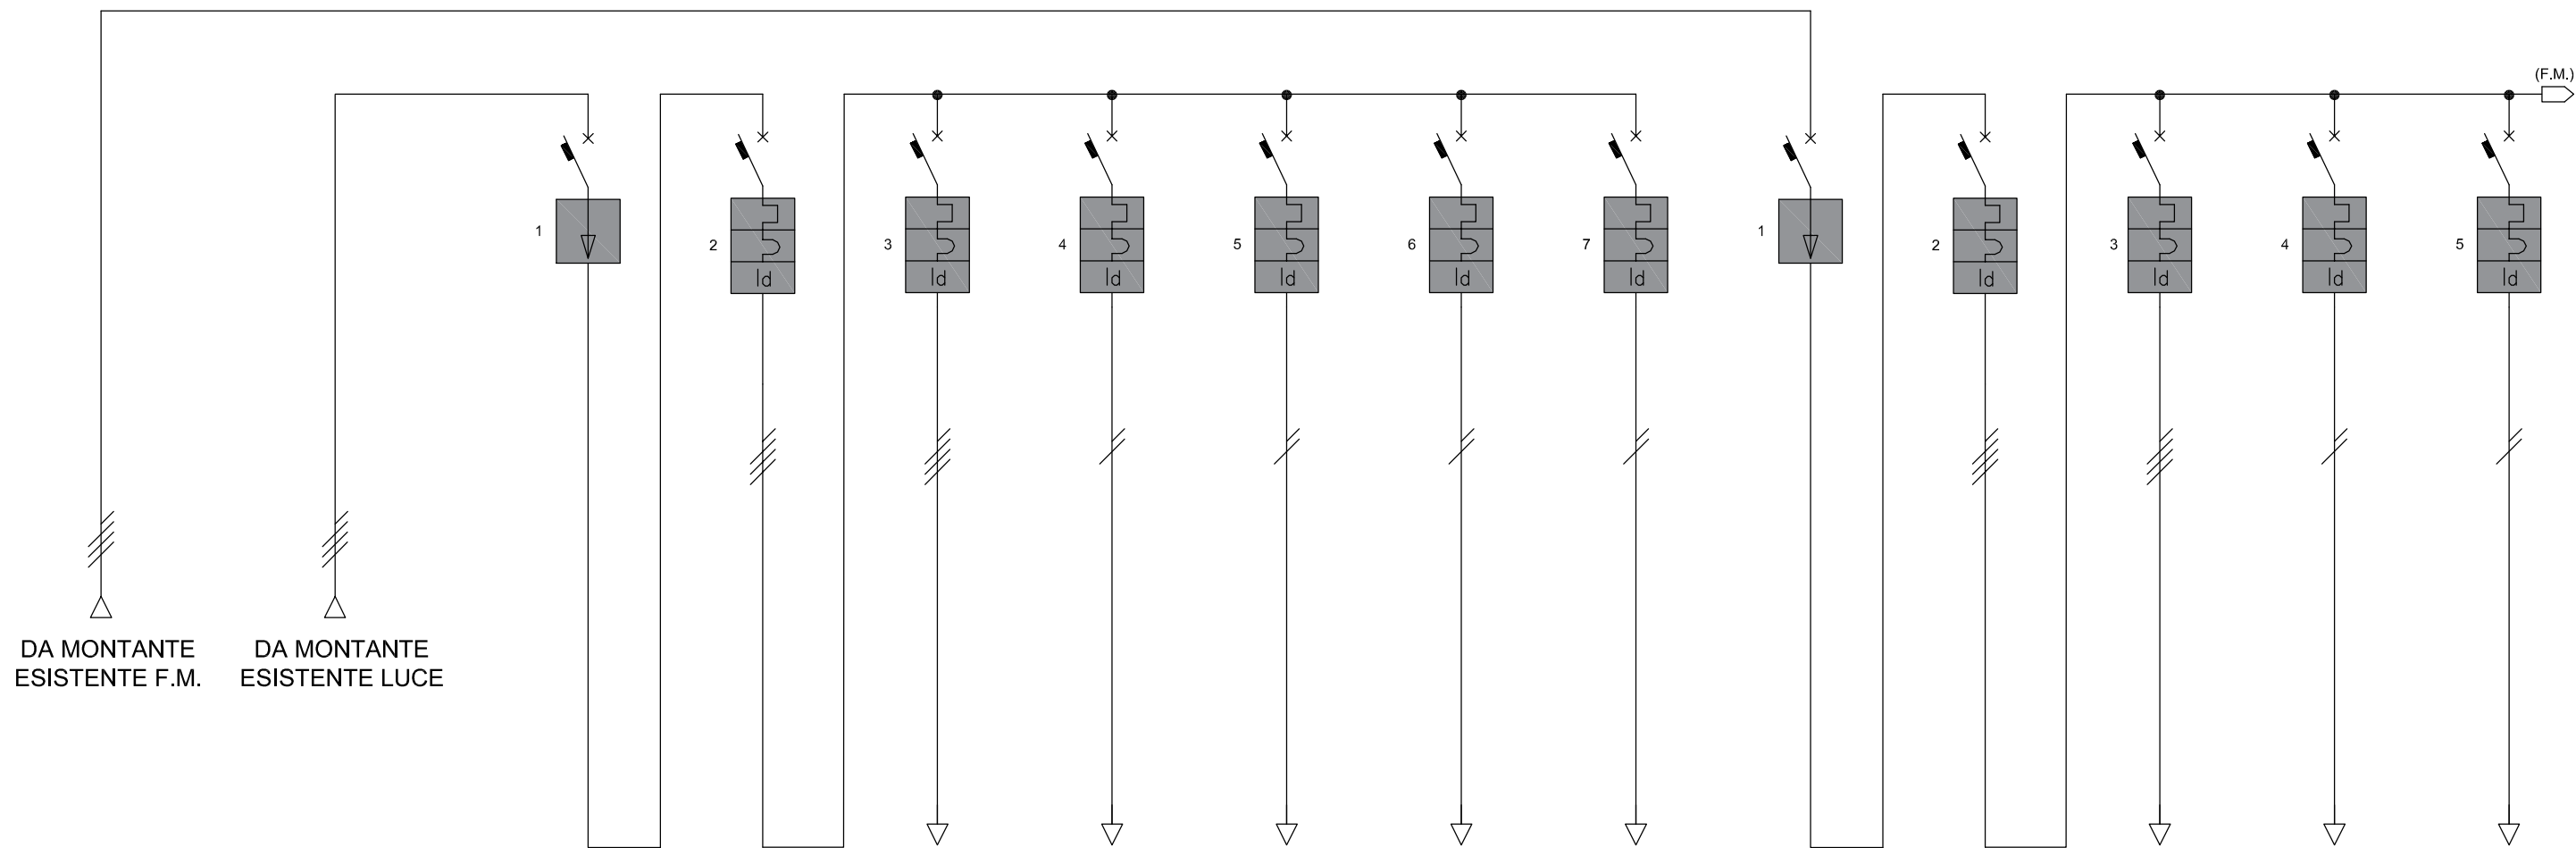 (F.M.)
1
2
3
4
5
6
7
1
2
3
4
5
Id
Id
Id
Id
Id
Id
Id
Id
Id
Id
DA MONTANTE
ESISTENTE F.M.
DA MONTANTE
ESISTENTE LUCE